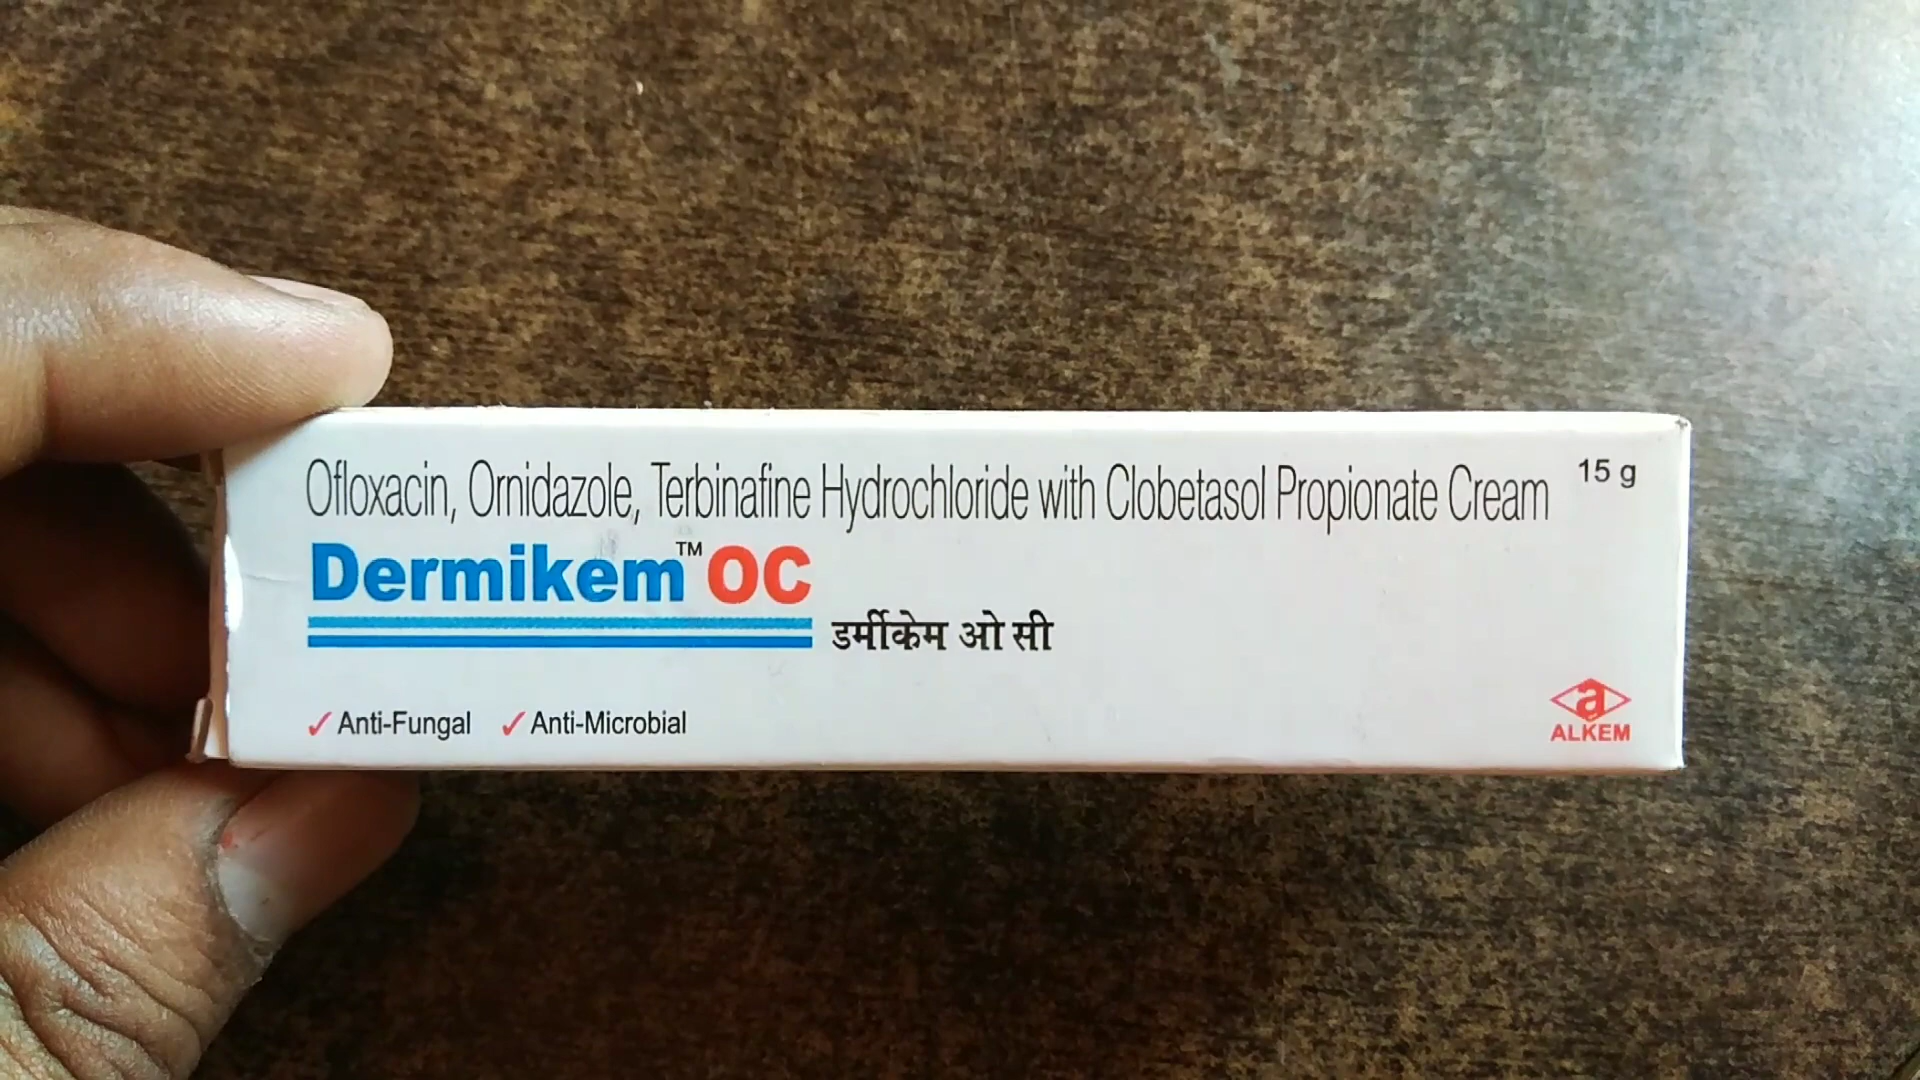 Ofloxacin, Ornidazole, Terbinafine Hydrochloride with Clobetasol Propionate Cream 15 g
Dermikem™ OC
डर्मीकेम ओ सी
✓ Anti-Fungal ✓ Anti-Microbial
a
ALKEM